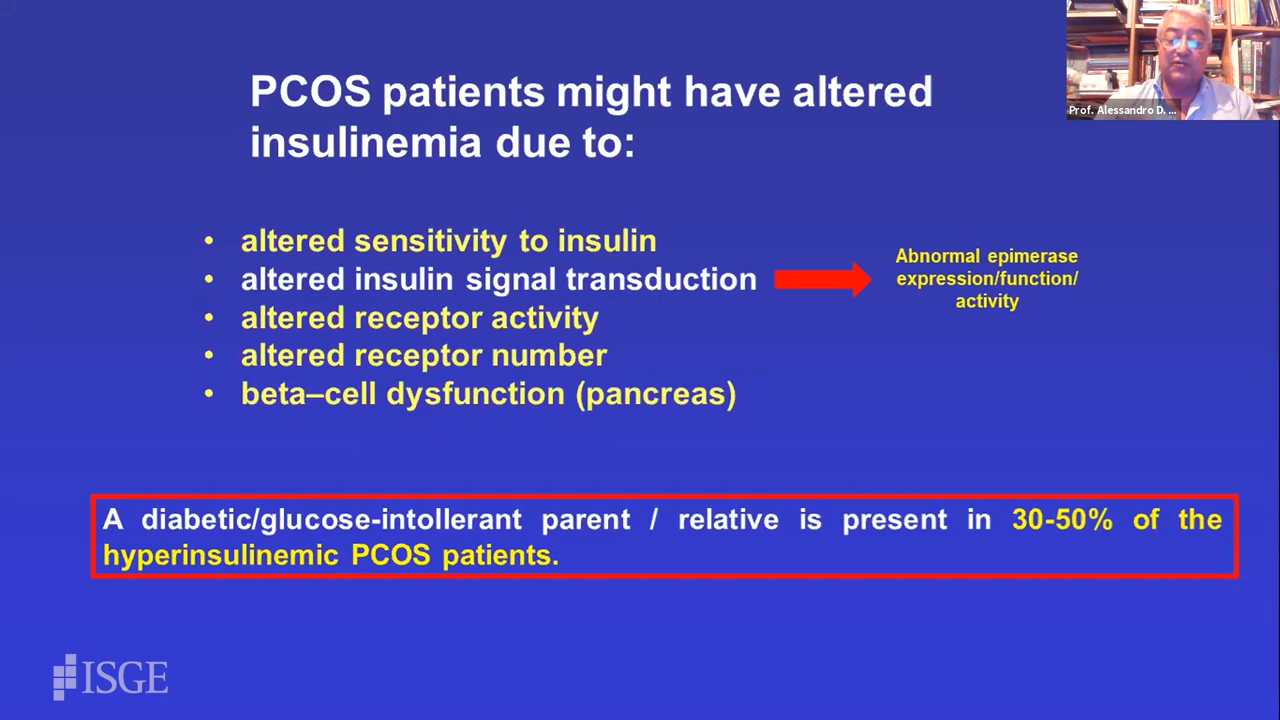 PCOS patients might have altered
insulinemia due to:
Prof. Alessandro D. ...
• altered sensitivity to insulin
• altered insulin signal transduction
• altered receptor activity
• altered receptor number
• beta–cell dysfunction (pancreas)
Abnormal epimerase
expression/function/
activity
A diabetic/glucose-intollerant parent / relative is present in 30-50% of the
hyperinsulinemic PCOS patients.
ISGE